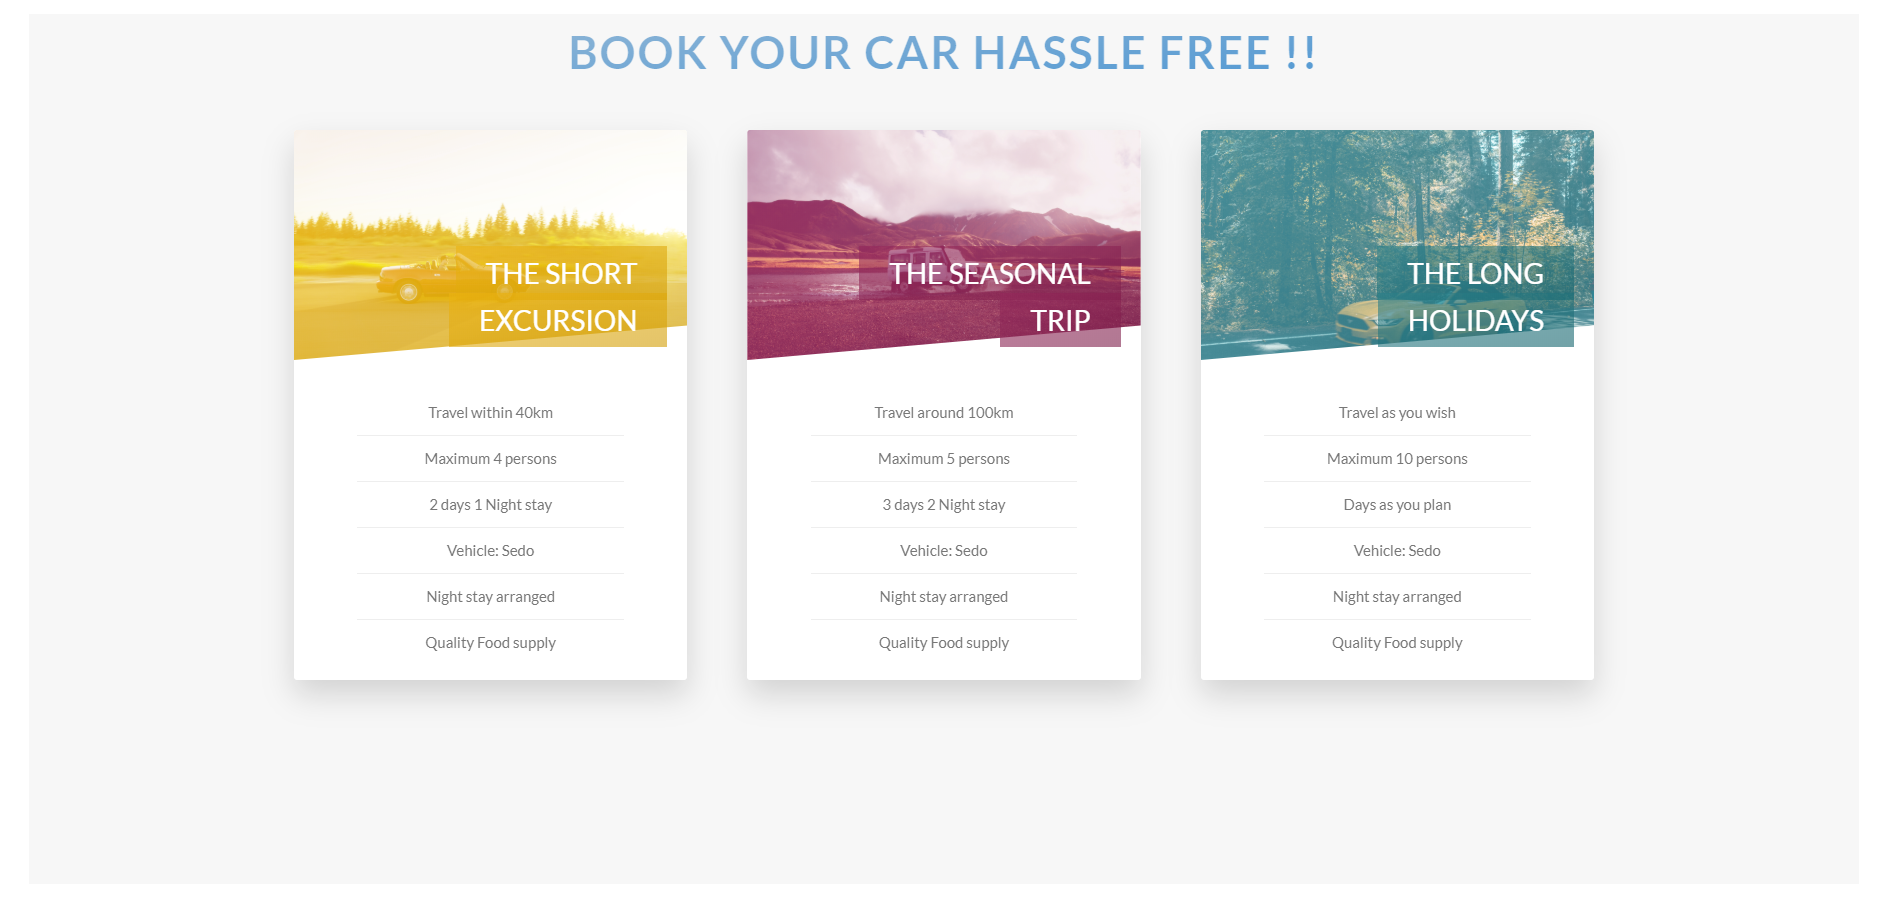 BOOK YOUR CAR HASSLE FREE !!
THE SHORT
EXCURSION
Travel within 40km
Maximum 4 persons
2 days 1 Night stay
Vehicle: Sedo
Night stay arranged
Quality Food supply
THE SEASONAL
TRIP
Travel around 100km
Maximum 5 persons
3 days 2 Night stay
Vehicle: Sedo
Night stay arranged
Quality Food supply
THE LONG
HOLIDAYS
Travel as you wish
Maximum 10 persons
Days as you plan
Vehicle: Sedo
Night stay arranged
Quality Food supply